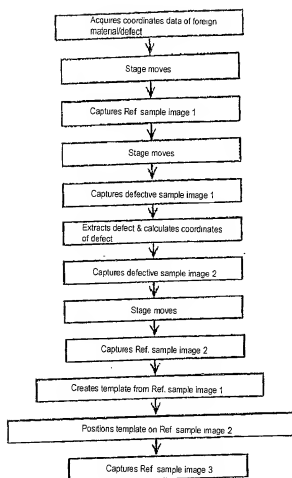 Acquires coordinates data of foreign
material/defect
Stage moves
Captures Ref sample image 1
Stage moves
Captures defective sample image 1
Extracts defect & calculates coordinates
of defect
Captures defective sample image 2
Stage moves
Captures Ref. sample image 2
Creates template from Ref. sample image 1
Positions template on Ref sample image 2
Captures Ref sample image 3